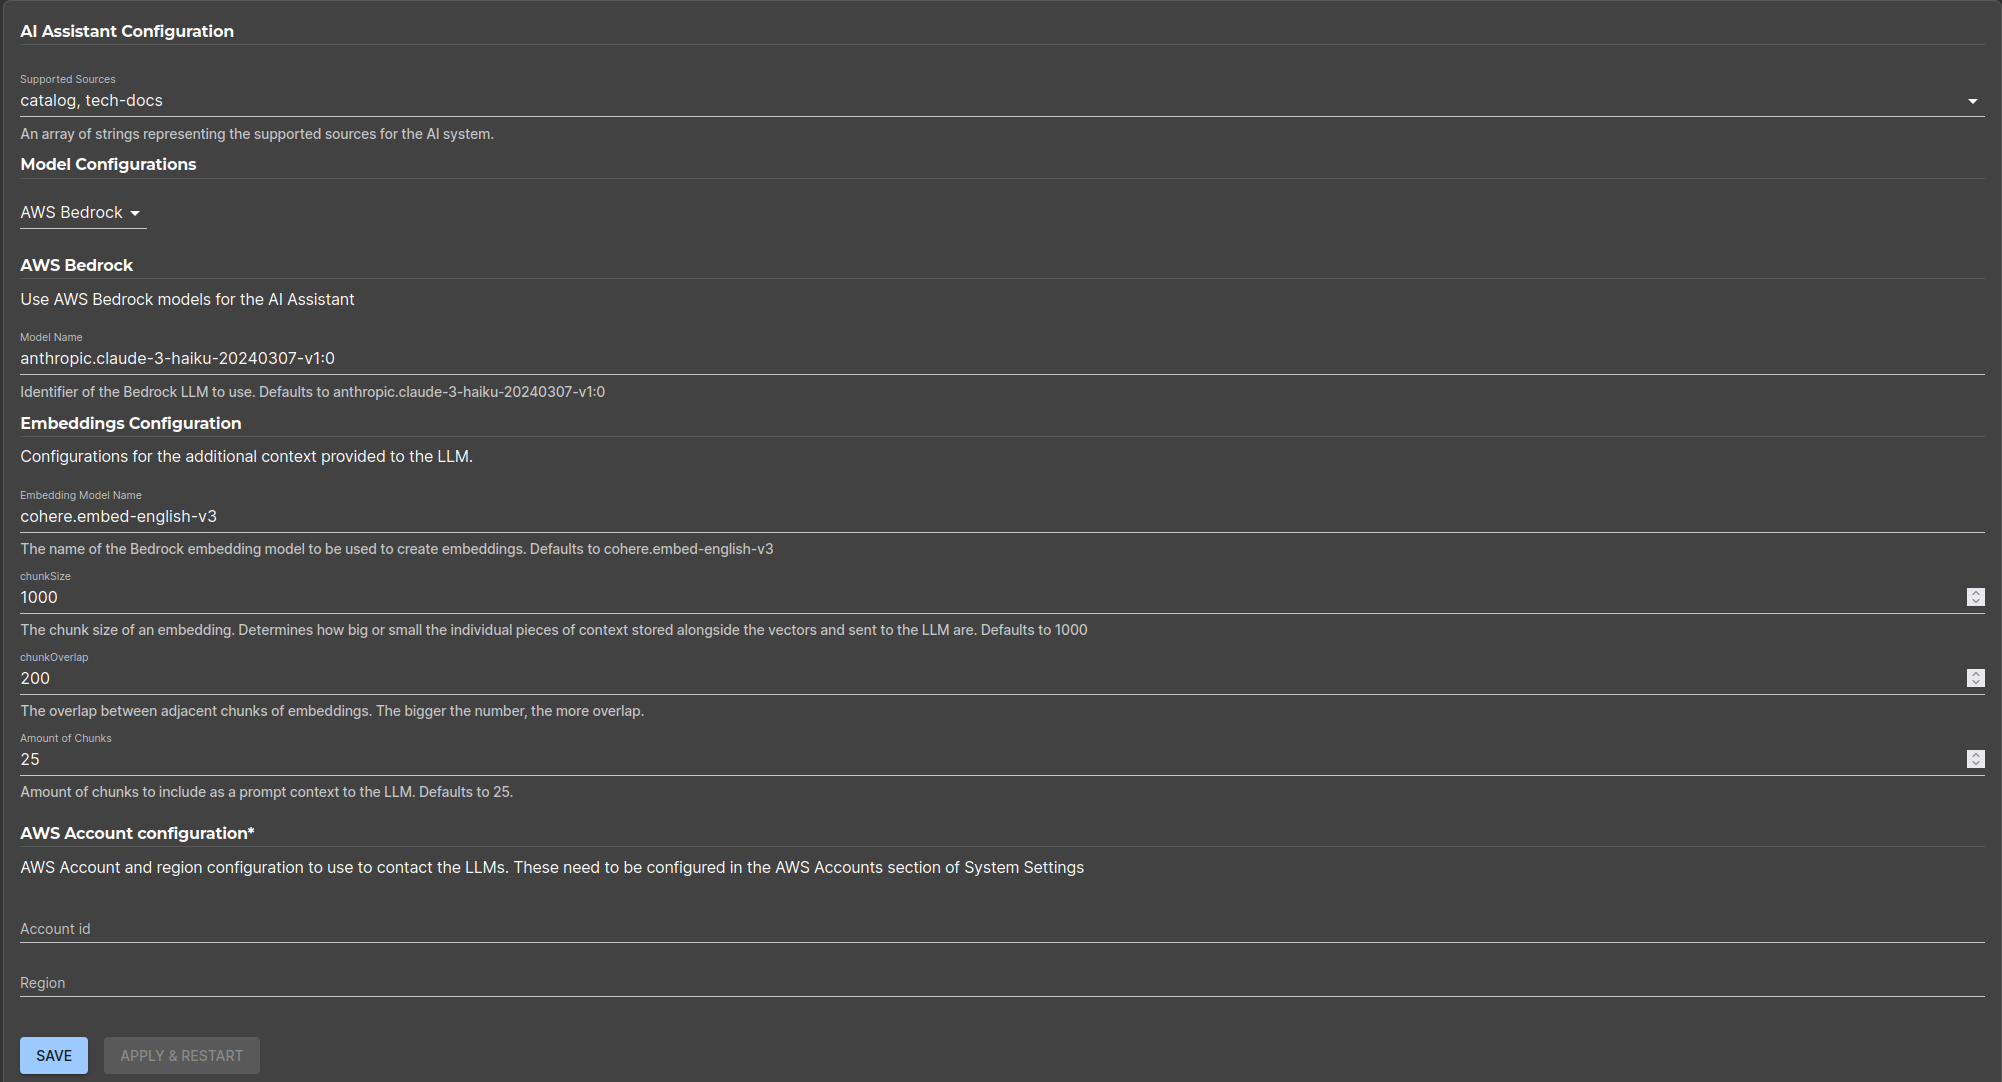 AI Assistant Configuration
Supported Sources
catalog, tech-docs
An array of strings representing the supported sources for the AI system.
Model Configurations
AWS Bedrock
AWS Bedrock
Use AWS Bedrock models for the AI Assistant
Model Name
anthropic.claude-3-haiku-20240307-v1:0
Identifier of the Bedrock LLM to use. Defaults to anthropic.claude-3-haiku-20240307-v1:0
Embeddings Configuration
Configurations for the additional context provided to the LLM.
Embedding Model Name
cohere.embed-english-v3
The name of the Bedrock embedding model to be used to create embeddings. Defaults to cohere.embed-english-v3
chunkSize
1000
The chunk size of an embedding. Determines how big or small the individual pieces of context stored alongside the vectors and sent to the LLM are. Defaults to 1000
chunkOverlap
200
The overlap between adjacent chunks of embeddings. The bigger the number, the more overlap.
Amount of Chunks
25
Amount of chunks to include as a prompt context to the LLM. Defaults to 25.
AWS Account configuration*
AWS Account and region configuration to use to contact the LLMs. These need to be configured in the AWS Accounts section of System Settings
Account id
Region
SAVE
APPLY & RESTART